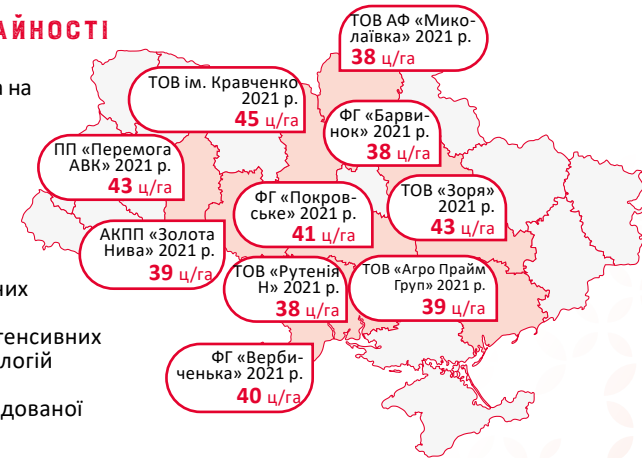 АЙНОСТІ
а на
них
тенсивних
ологій
дованої
ТОВ АФ «Мико-
лаївка» 2021 р.
38 ц/га
ТОВ ім. Кравченко
2021 р.
45 ц/га
ФГ «Барви-
нок» 2021 р.
38 ц/га
ПП «Перемога
АВК» 2021 р.
43 ц/га
ФГ «Покров-
ське» 2021 р.
41 ц/га
ТОВ «Зоря»
2021 р.
43 ц/га
АКПП «Золота
Нива» 2021 р.
39 ц/га
ТОВ «Рутенія
Н» 2021 р.
38 ц/га
ТОВ «Агро Прайм
Груп» 2021 р.
39 ц/га
ФГ «Верби-
ченька» 2021 р.
40 ц/га